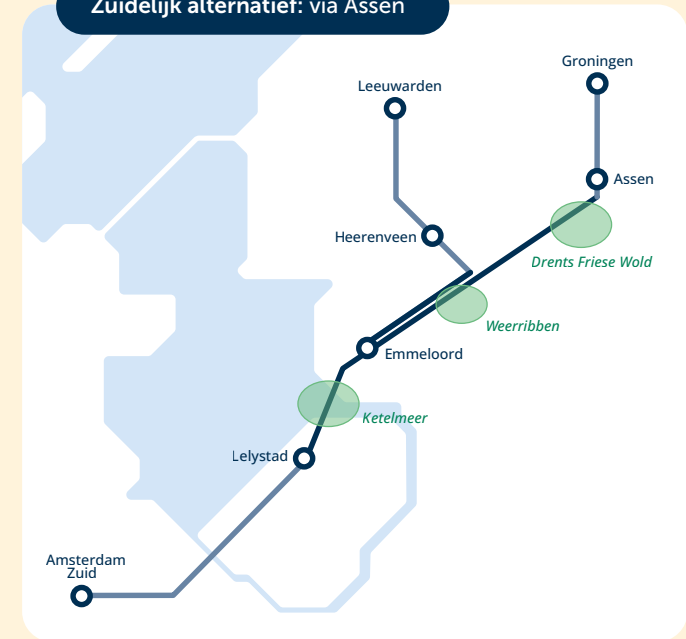 Zuidelijk alternatief: via Assen
Groningen
Leeuwarden
Assen
Heerenveen
Drents Friese Wold
Weerribben
Emmeloord
Ketelmeer
Lelystad
Amsterdam
Zuid